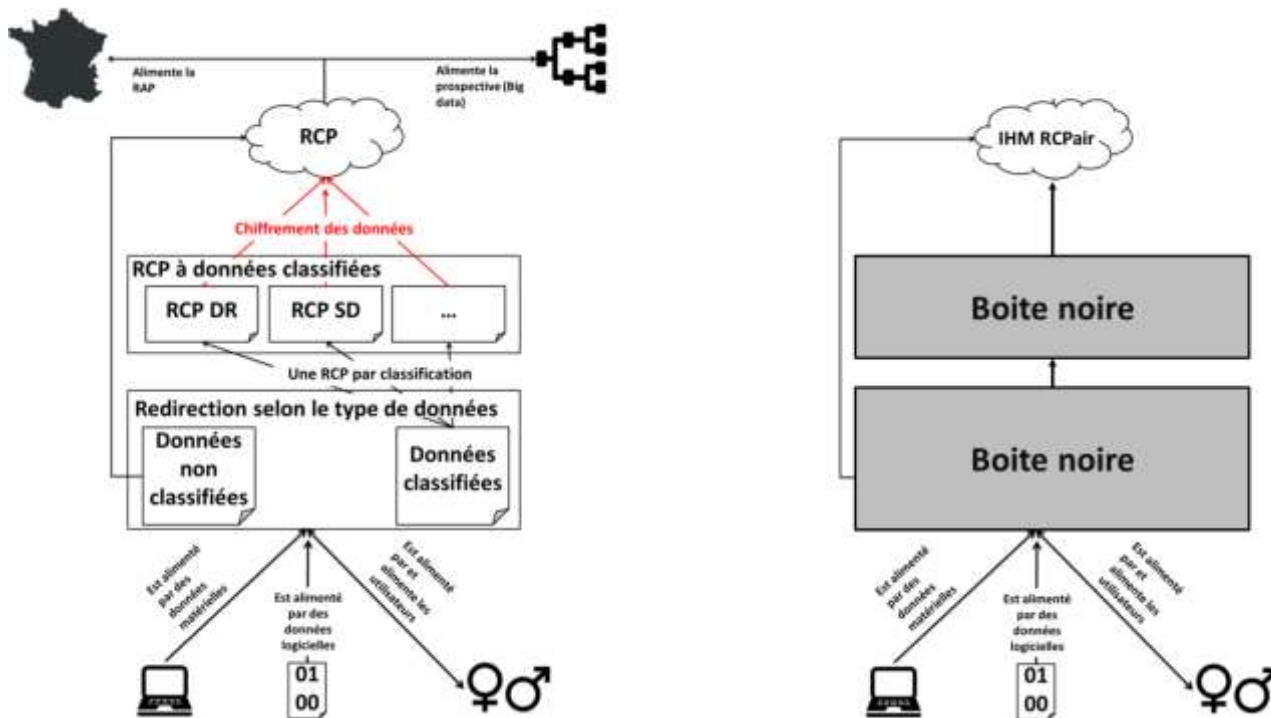 Alimente la
RAP
Alimente la
prospective (Big
data)
RCP
Chiffrement des données
RCP à données classifiées
RCP DR
RCP SD
...
Une RCP par classification
Redirection selon le type de données
Données
non
classifiées
Données
classifiées
Est alimenté
par des
données
matérielles
Est alimenté
par des
données
logicielles
Est alimenté
par et
alimente les
utilisateurs
01
00
IHM RCPair
Boite noire
Boite noire
Est alimenté
par des
données
matérielles
Est alimenté
par des
données
logicielles
Est alimenté
par et
alimente les
utilisateurs
01
00